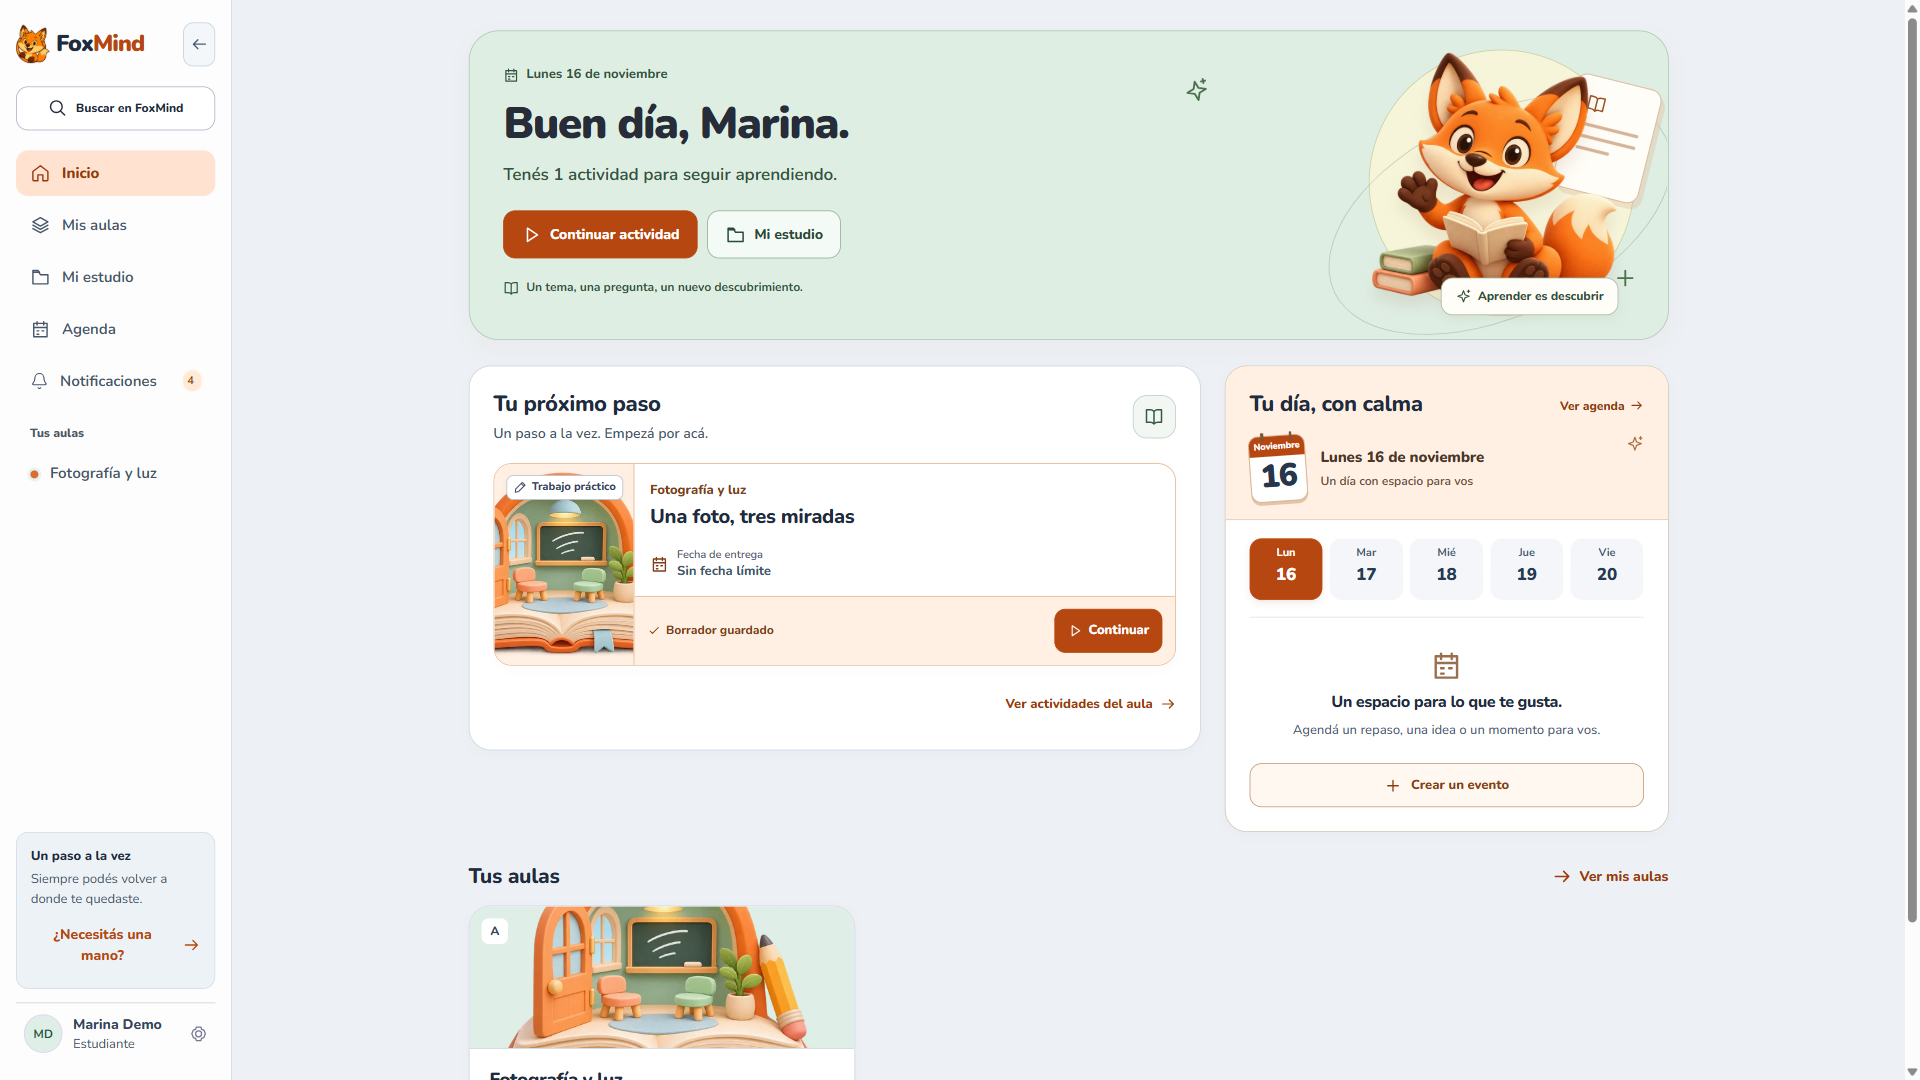 FoxMind
Buscar en FoxMind
Inicio
Mis aulas
Mi estudio
Agenda
Notificaciones 4
Tus aulas
Fotografía y luz
Un paso a la vez
Siempre podés volver a
donde te quedaste.
¿Necesitás una
mano?
MD
Marina Demo
Estudiante
Lunes 16 de noviembre
Buen día, Marina.
Tenés 1 actividad para seguir aprendiendo.
Continuar actividad
Mi estudio
Un tema, una pregunta, un nuevo descubrimiento.
Aprender es descubrir
Tu próximo paso
Un paso a la vez. Empezá por acá.
Trabajo práctico
Fotografía y luz
Una foto, tres miradas
Fecha de entrega
Sin fecha límite
Borrador guardado
Continuar
Ver actividades del aula
Tu día, con calma
Ver agenda
Noviembre
16
Lunes 16 de noviembre
Un día con espacio para vos
Lun Mar Mié Jue Vie
16 17 18 19 20
Un espacio para lo que te gusta.
Agendá un repaso, una idea o un momento para vos.
Crear un evento
Tus aulas
Ver mis aulas
A
Fotografía y luz